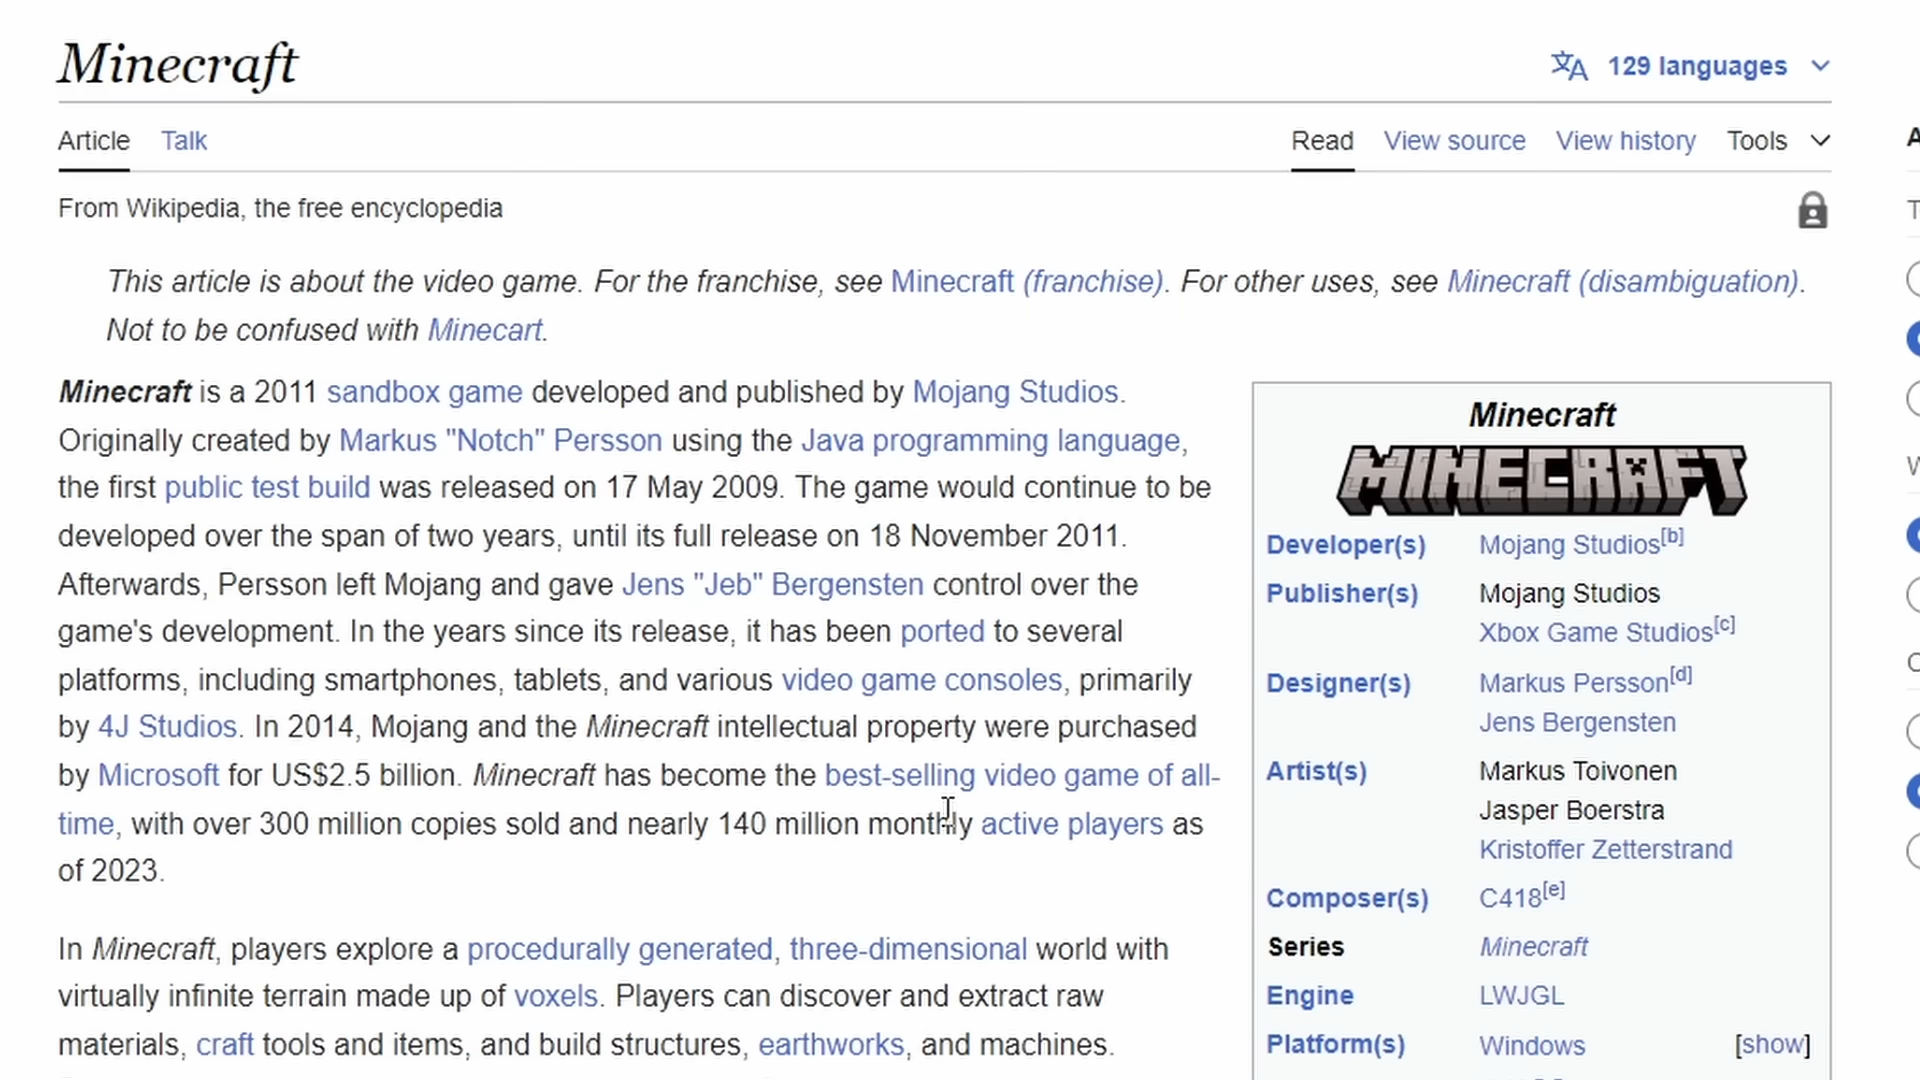 Minecraft
129 languages
Article Talk Read View source View history Tools
From Wikipedia, the free encyclopedia
This article is about the video game. For the franchise, see Minecraft (franchise). For other uses, see Minecraft (disambiguation).
Not to be confused with Minecart.
Minecraft is a 2011 sandbox game developed and published by Mojang Studios.
Originally created by Markus "Notch" Persson using the Java programming language,
the first public test build was released on 17 May 2009. The game would continue to be
developed over the span of two years, until its full release on 18 November 2011.
Afterwards, Persson left Mojang and gave Jens "Jeb" Bergensten control over the
game's development. In the years since its release, it has been ported to several
platforms, including smartphones, tablets, and various video game consoles, primarily
by 4J Studios. In 2014, Mojang and the Minecraft intellectual property were purchased
by Microsoft for US$2.5 billion. Minecraft has become the best-selling video game of all-
time, with over 300 million copies sold and nearly 140 million monthly active players as
of 2023.
In Minecraft, players explore a procedurally generated, three-dimensional world with
virtually infinite terrain made up of voxels. Players can discover and extract raw
materials, craft tools and items, and build structures, earthworks, and machines.
Minecraft
MINECRAFT
Developer(s) Mojang Studios[b]
Publisher(s) Mojang Studios
Xbox Game Studios[c]
Designer(s) Markus Persson[d]
Jens Bergensten
Artist(s) Markus Toivonen
Jasper Boerstra
Kristoffer Zetterstrand
Composer(s) C418[e]
Series Minecraft
Engine LWJGL
Platform(s) Windows [show]